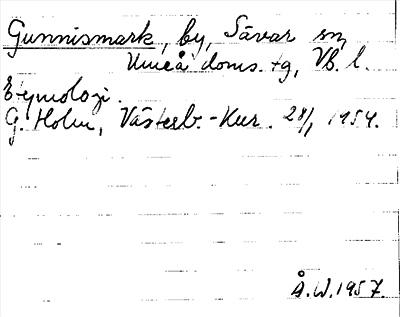 Gunnismark, by, Sävar sn,
Umeå doms. tg, Vb. l.
Etymologi.
G. Holm, Västerb.-Kur. 28/1 1954.
Å.W. 1957.